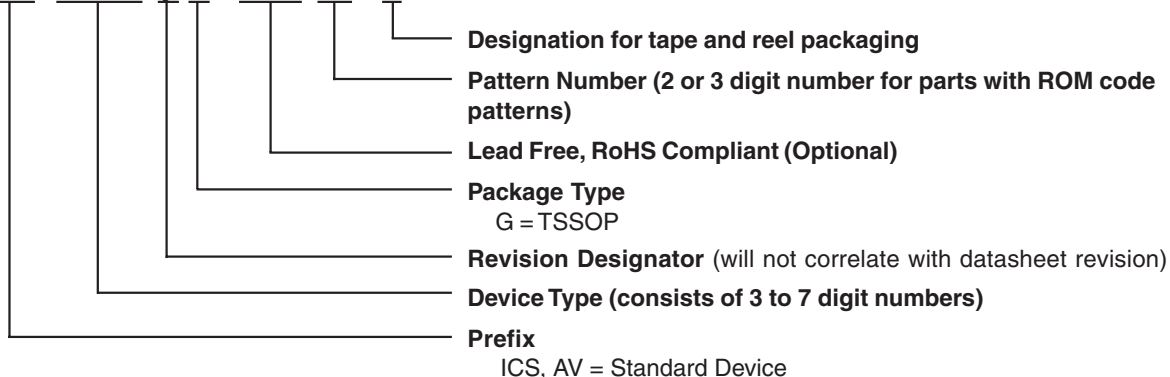 Designation for tape and reel packaging
Pattern Number (2 or 3 digit number for parts with ROM code
patterns)
Lead Free, RoHS Compliant (Optional)
Package Type
G = TSSOP
Revision Designator (will not correlate with datasheet revision)
Device Type (consists of 3 to 7 digit numbers)
Prefix
ICS, AV = Standard Device